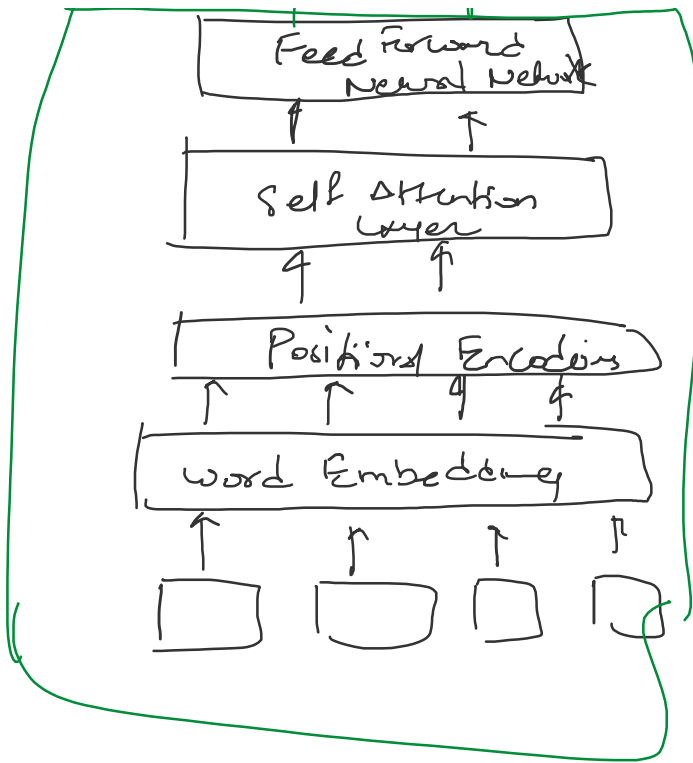 Feed Forward
Neural Network
Self Attention
Layer
Positional Encoding
word Embedding